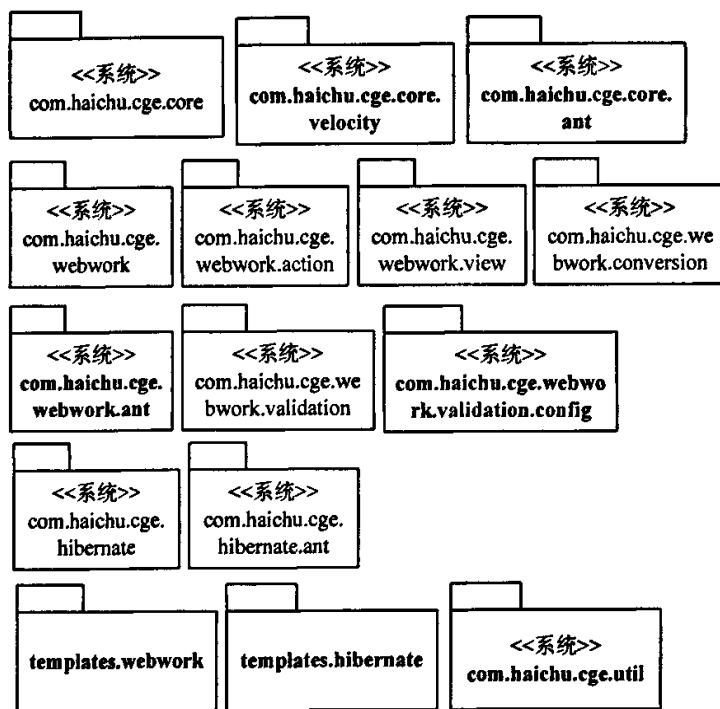 <<系统>>
com.haichu.cge.core
<<系统>>
com.haichu.cge.core.
velocity
<<系统>>
com.haichu.cge.core.
ant
<<系统>>
com.haichu.cge.
webwork
<<系统>>
com.haichu.cge.
webwork.action
<<系统>>
com.haichu.cge.
webwork.view
<<系统>>
com.haichu.cge.we
bwork.conversion
<<系统>>
com.haichu.cge.
webwork.ant
<<系统>>
com.haichu.cge.we
bwork.validation
<<系统>>
com.haichu.cge.webwo
rk.validation.config
<<系统>>
com.haichu.cge.
hibernate
<<系统>>
com.haichu.cge.
hibernate.ant
templates.webwork
templates.hibernate
<<系统>>
com.haichu.cge.util